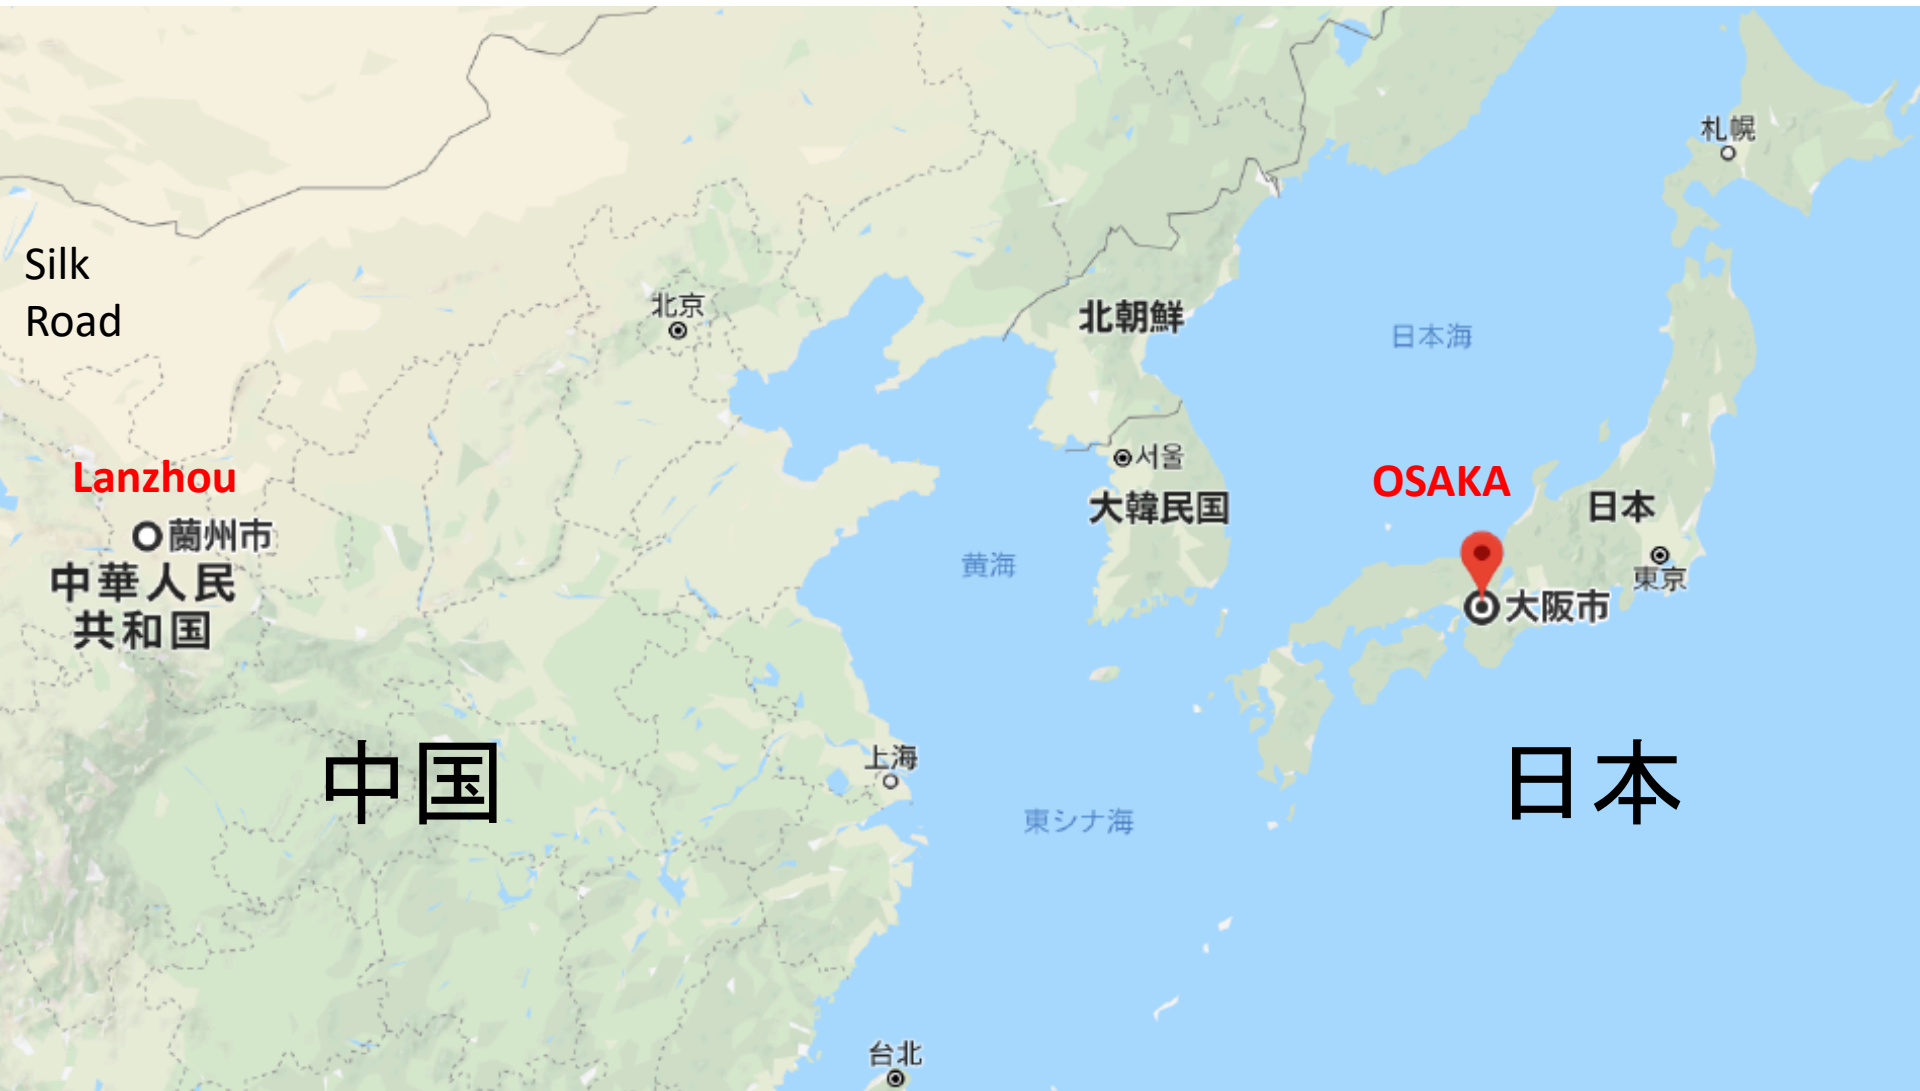 札幌
Silk
Road
北京
北朝鮮
日本海
서울
Lanzhou
OSAKA
大韓民国
日本
蘭州市
黄海
東京
中華人民
共和国
大阪市
上海
中国
日本
東シナ海
台北